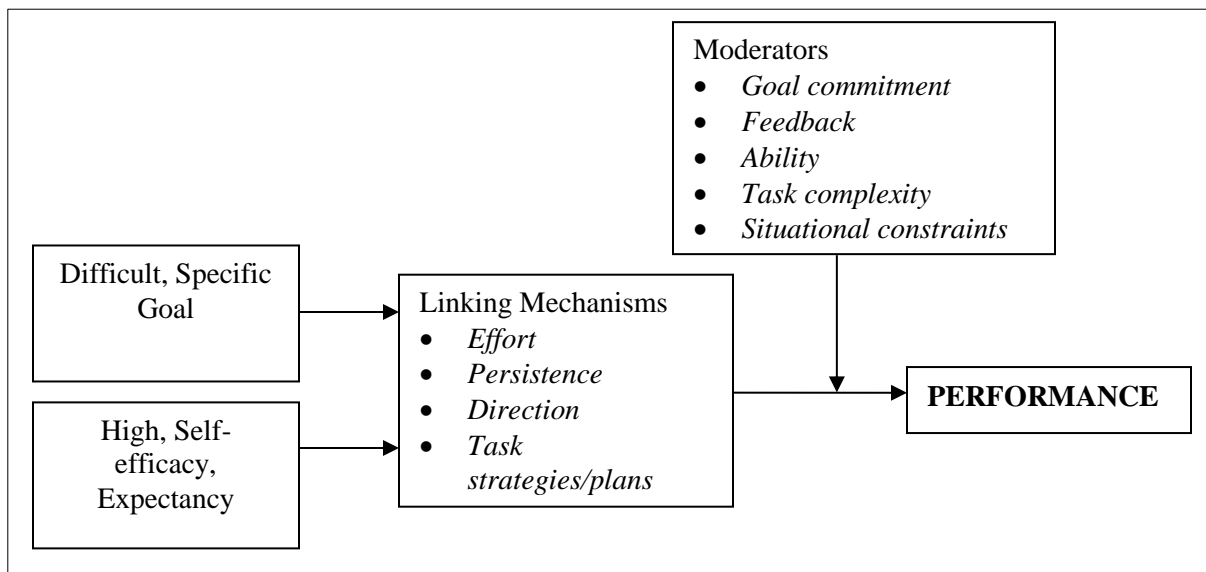 Moderators
• Goal commitment
• Feedback
• Ability
• Task complexity
• Situational constraints
Difficult, Specific
Goal
Linking Mechanisms
• Effort
• Persistence
• Direction
• Task
strategies/plans
High, Self-
efficacy,
Expectancy
PERFORMANCE